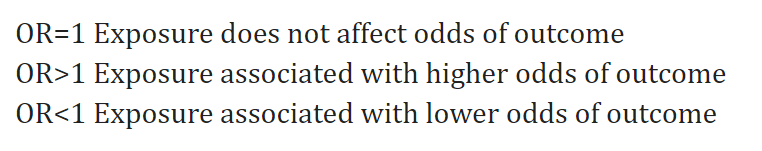 OR=1 Exposure does not affect odds of outcome
OR>1 Exposure associated with higher odds of outcome
OR<1 Exposure associated with lower odds of outcome